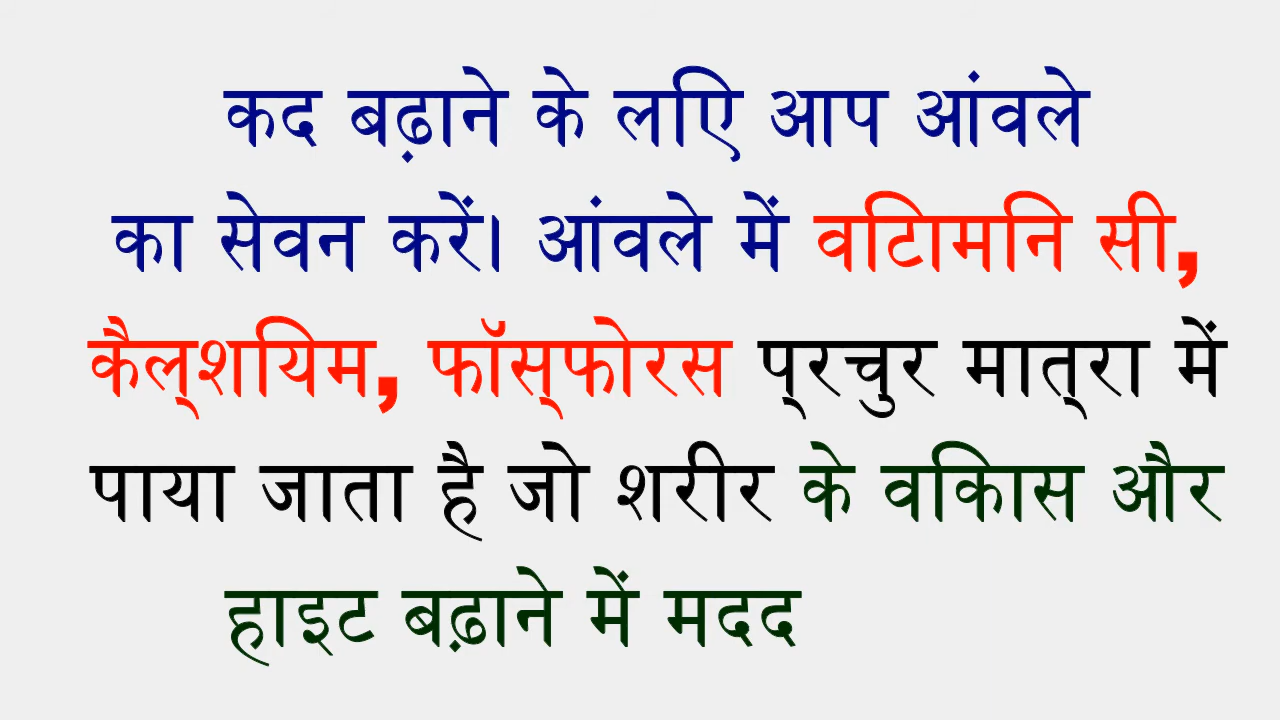 कद बढ़ाने के लिए आप आंवले
का सेवन करें। आंवले में विटामिन सी,
कैल्शियम, फॉस्फोरस प्रचुर मात्रा में
पाया जाता है जो शरीर के विकास और
हाइट बढ़ाने में मदद